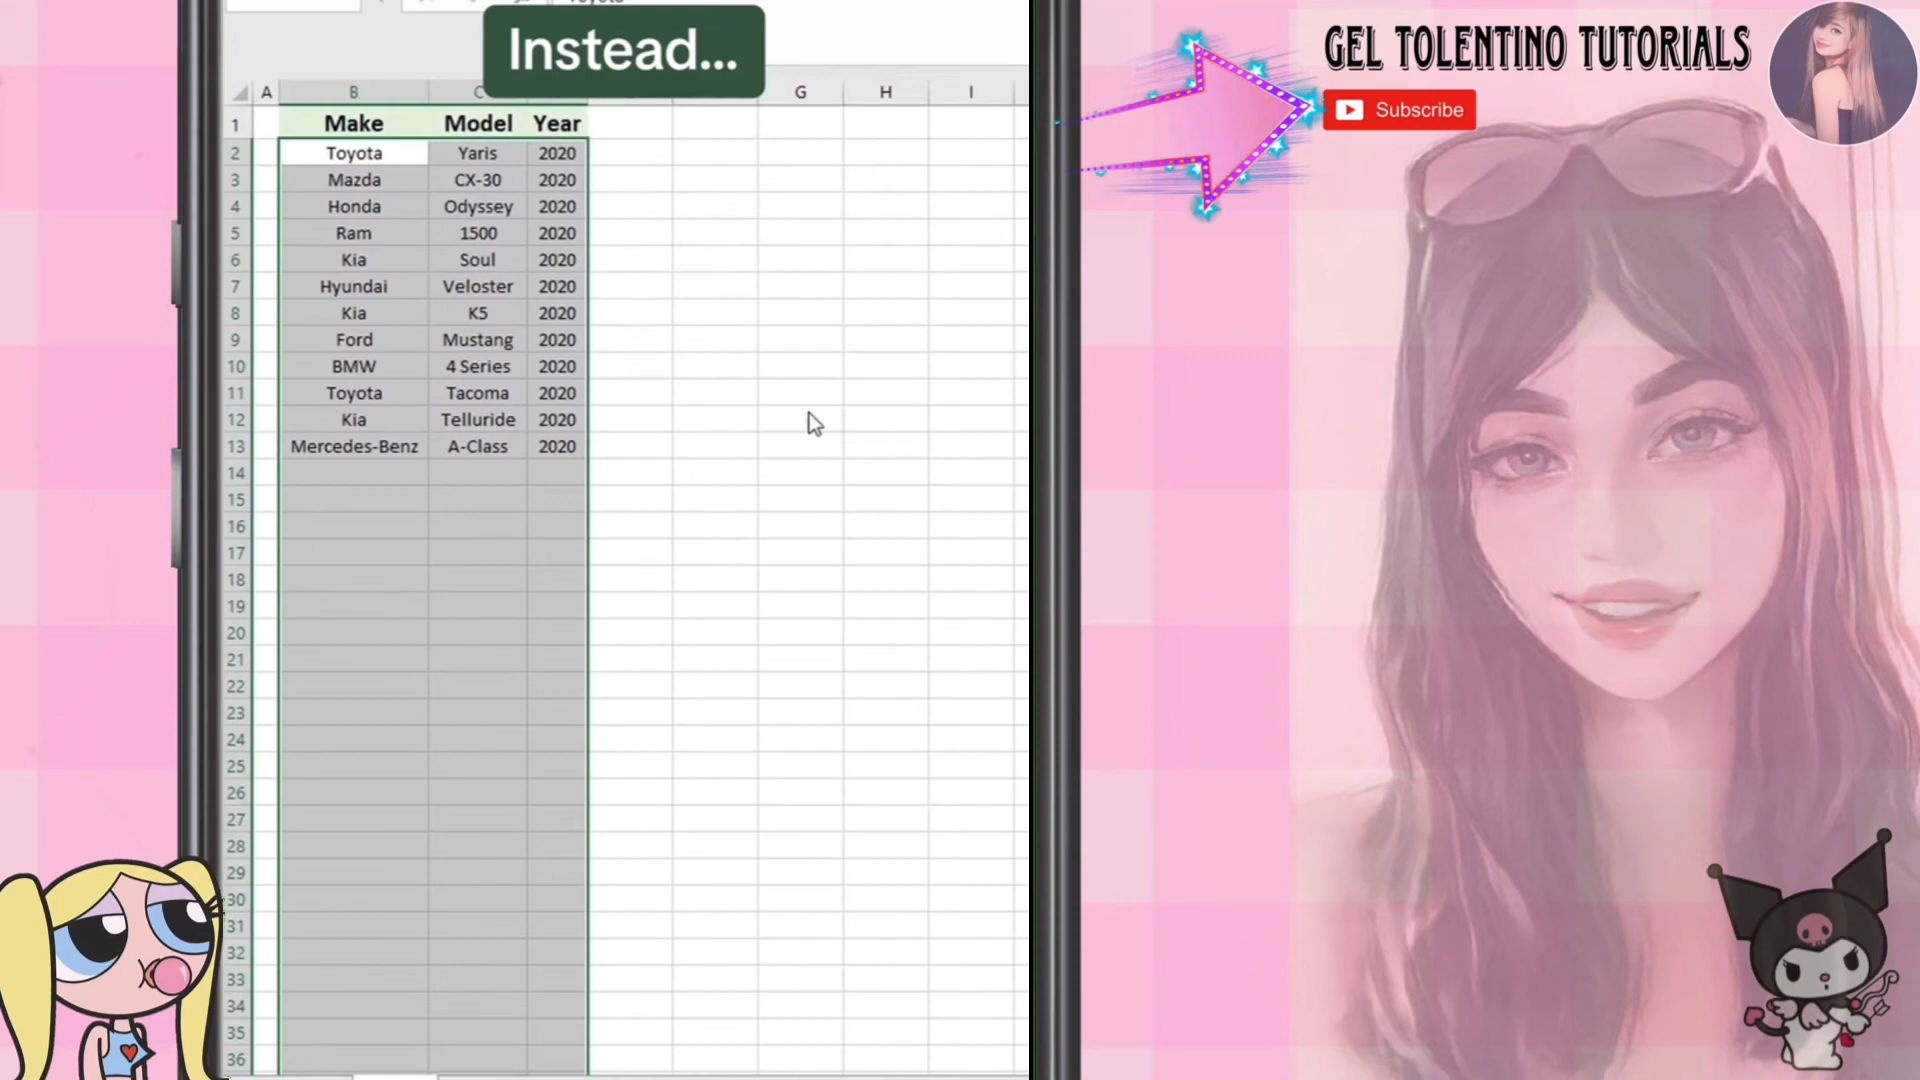 Instead...
A B C G H I
1 Make Model Year
2 Toyota Yaris 2020
3 Mazda CX-30 2020
4 Honda Odyssey 2020
5 Ram 1500 2020
6 Kia Soul 2020
7 Hyundai Veloster 2020
8 Kia K5 2020
9 Ford Mustang 2020
10 BMW 4 Series 2020
11 Toyota Tacoma 2020
12 Kia Telluride 2020
13 Mercedes-Benz A-Class 2020
14
15
16
17
18
19
20
21
22
23
24
25
26
27
28
29
30
31
32
33
34
35
36
GEL TOLENTINO TUTORIALS
Subscribe